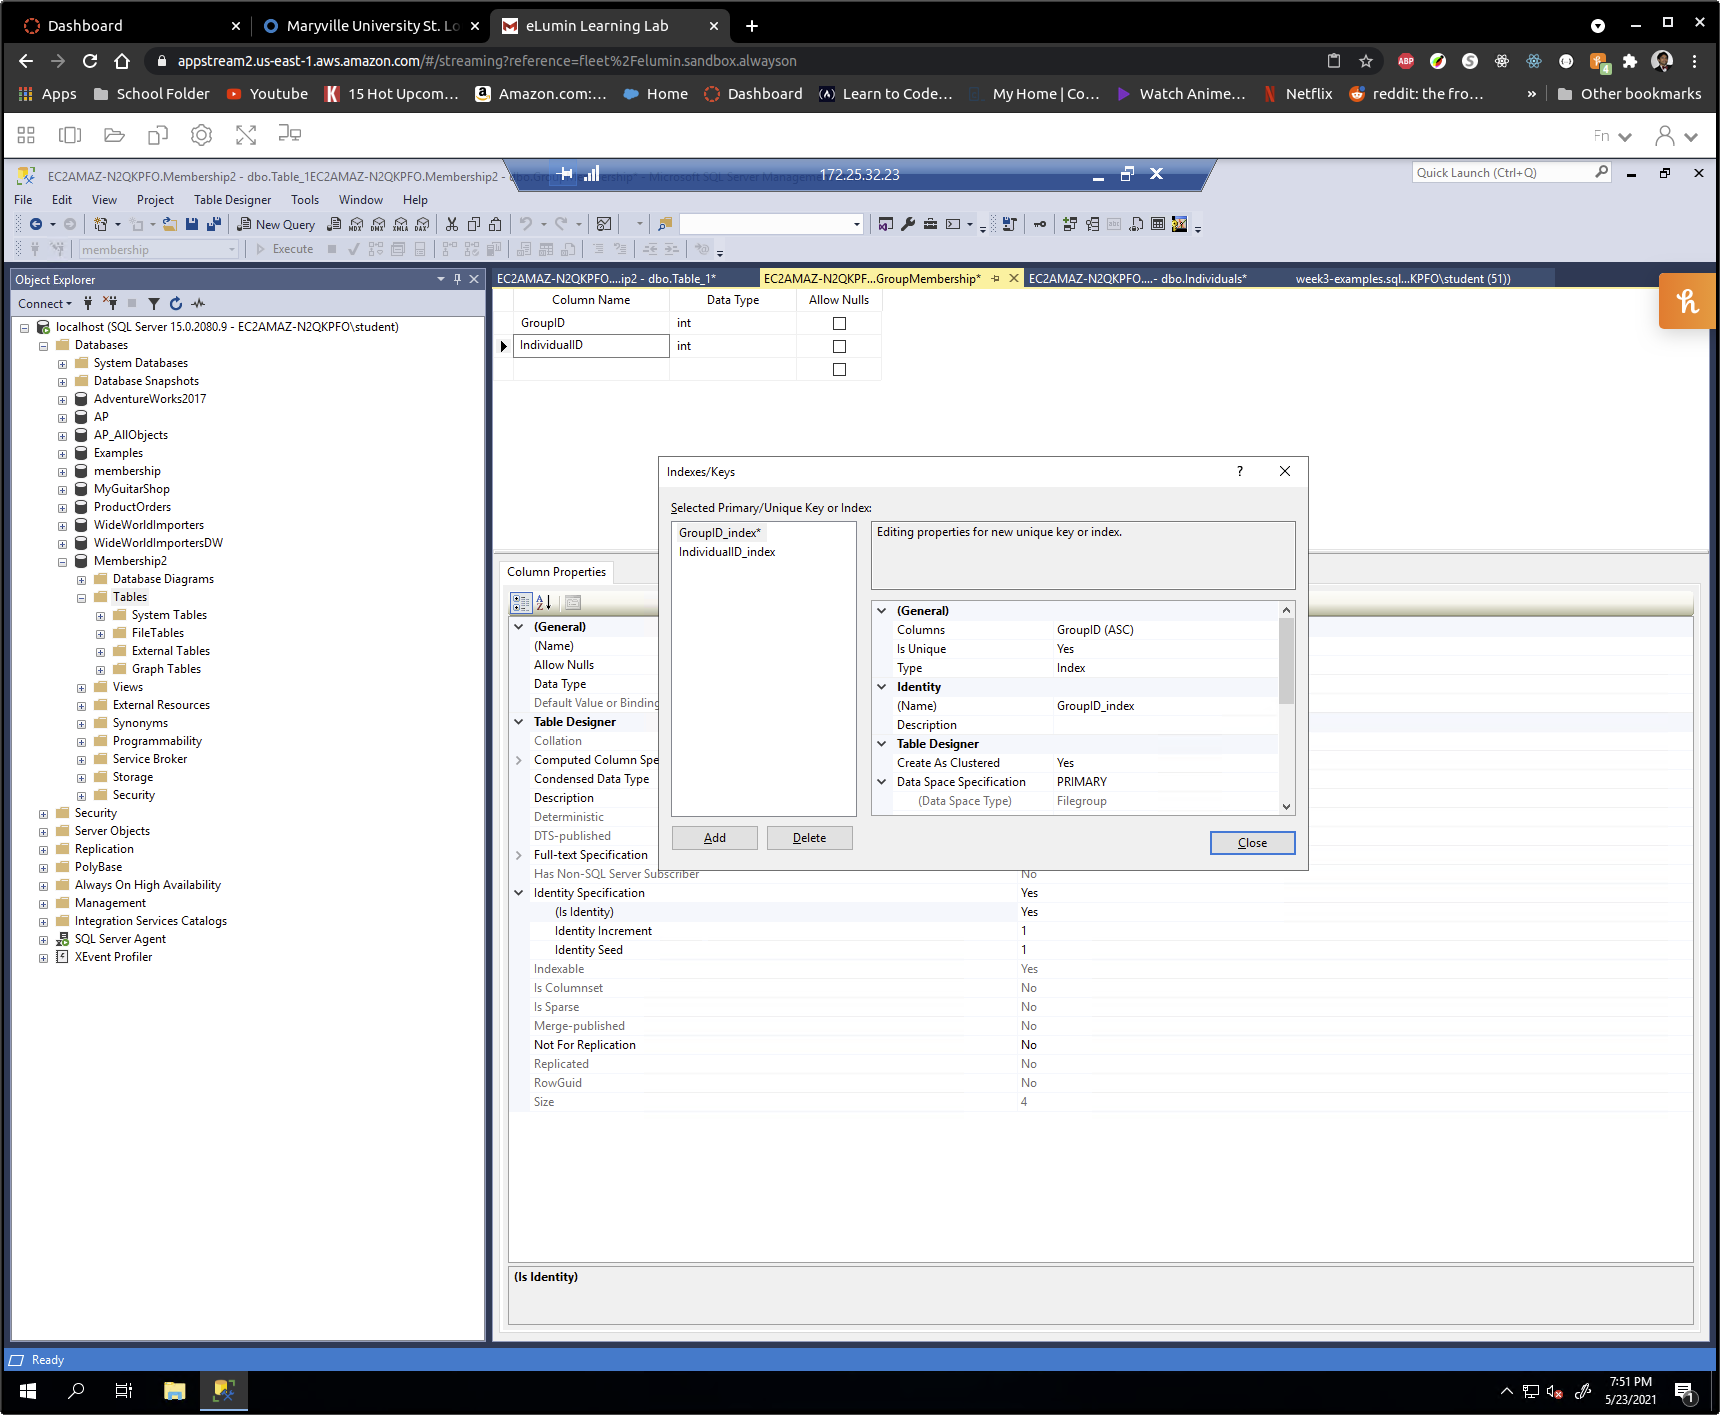 Dashboard
Maryville University St. Lo
eLumin Learning Lab
appstream2.us-east-1.aws.amazon.com/#/streaming?reference=fleet%2Felumin.sandbox.alwayson
ABP
S
4
Apps
School Folder
Youtube
15 Hot Upcom...
Amazon.com:...
Home
Dashboard
Learn to Code...
My Home | Co...
Watch Anime...
Netflix
reddit: the fro...
»
Other bookmarks
Fn
EC2AMAZ-N2QKPFO.Membership2 - dbo.Table_1EC2AMAZ-N2QKPFO.Membership2 - dbo.
172.25.32.23
Quick Launch (Ctrl+Q)
File Edit View Project Table Designer Tools Window Help
New Query
MDX DMX XMLA DAX
membership
Execute
Object Explorer
EC2AMAZ-N2QKPFO....ip2 - dbo.Table_1*
EC2AMAZ-N2QKPF...GroupMembership*
EC2AMAZ-N2QKPFO....- dbo.Individuals*
week3-examples.sql...KPFO\student (51))
Connect
localhost (SQL Server 15.0.2080.9 - EC2AMAZ-N2QKPFO\student)
Databases
System Databases
Database Snapshots
AdventureWorks2017
AP
AP_AllObjects
Examples
membership
MyGuitarShop
ProductOrders
WideWorldImporters
WideWorldImportersDW
Membership2
Database Diagrams
Tables
System Tables
FileTables
External Tables
Graph Tables
Views
External Resources
Synonyms
Programmability
Service Broker
Storage
Security
Security
Server Objects
Replication
PolyBase
Always On High Availability
Management
Integration Services Catalogs
SQL Server Agent
XEvent Profiler
Column Name Data Type Allow Nulls
GroupID int
IndividualID int
Indexes/Keys
?
Selected Primary/Unique Key or Index:
GroupID_index*
IndividualID_index
Editing properties for new unique key or index.
(General)
Columns GroupID (ASC)
Is Unique Yes
Type Index
Identity
(Name) GroupID_index
Description
Table Designer
Create As Clustered Yes
Data Space Specification PRIMARY
(Data Space Type) Filegroup
Add
Delete
Close
Column Properties
(General)
(Name)
Allow Nulls
Data Type
Default Value or Binding
Table Designer
Collation
Computed Column Spe
Condensed Data Type
Description
Deterministic
DTS-published
Full-text Specification
Has Non-SQL Server Subscriber No
Identity Specification Yes
(Is Identity) Yes
Identity Increment 1
Identity Seed 1
Indexable Yes
Is Columnset No
Is Sparse No
Merge-published No
Not For Replication No
Replicated No
RowGuid No
Size 4
(Is Identity)
Ready
7:51 PM
5/23/2021
1